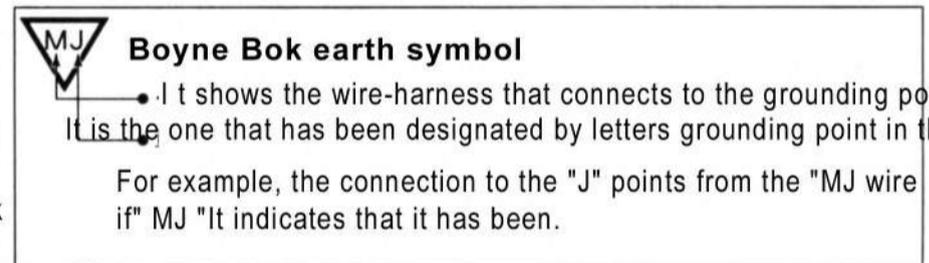 MJ
Boyne Bok earth symbol
I t shows the wire-harness that connects to the grounding po
It is the one that has been designated by letters grounding point in t
For example, the connection to the "J" points from the "MJ wire
if" MJ "It indicates that it has been.